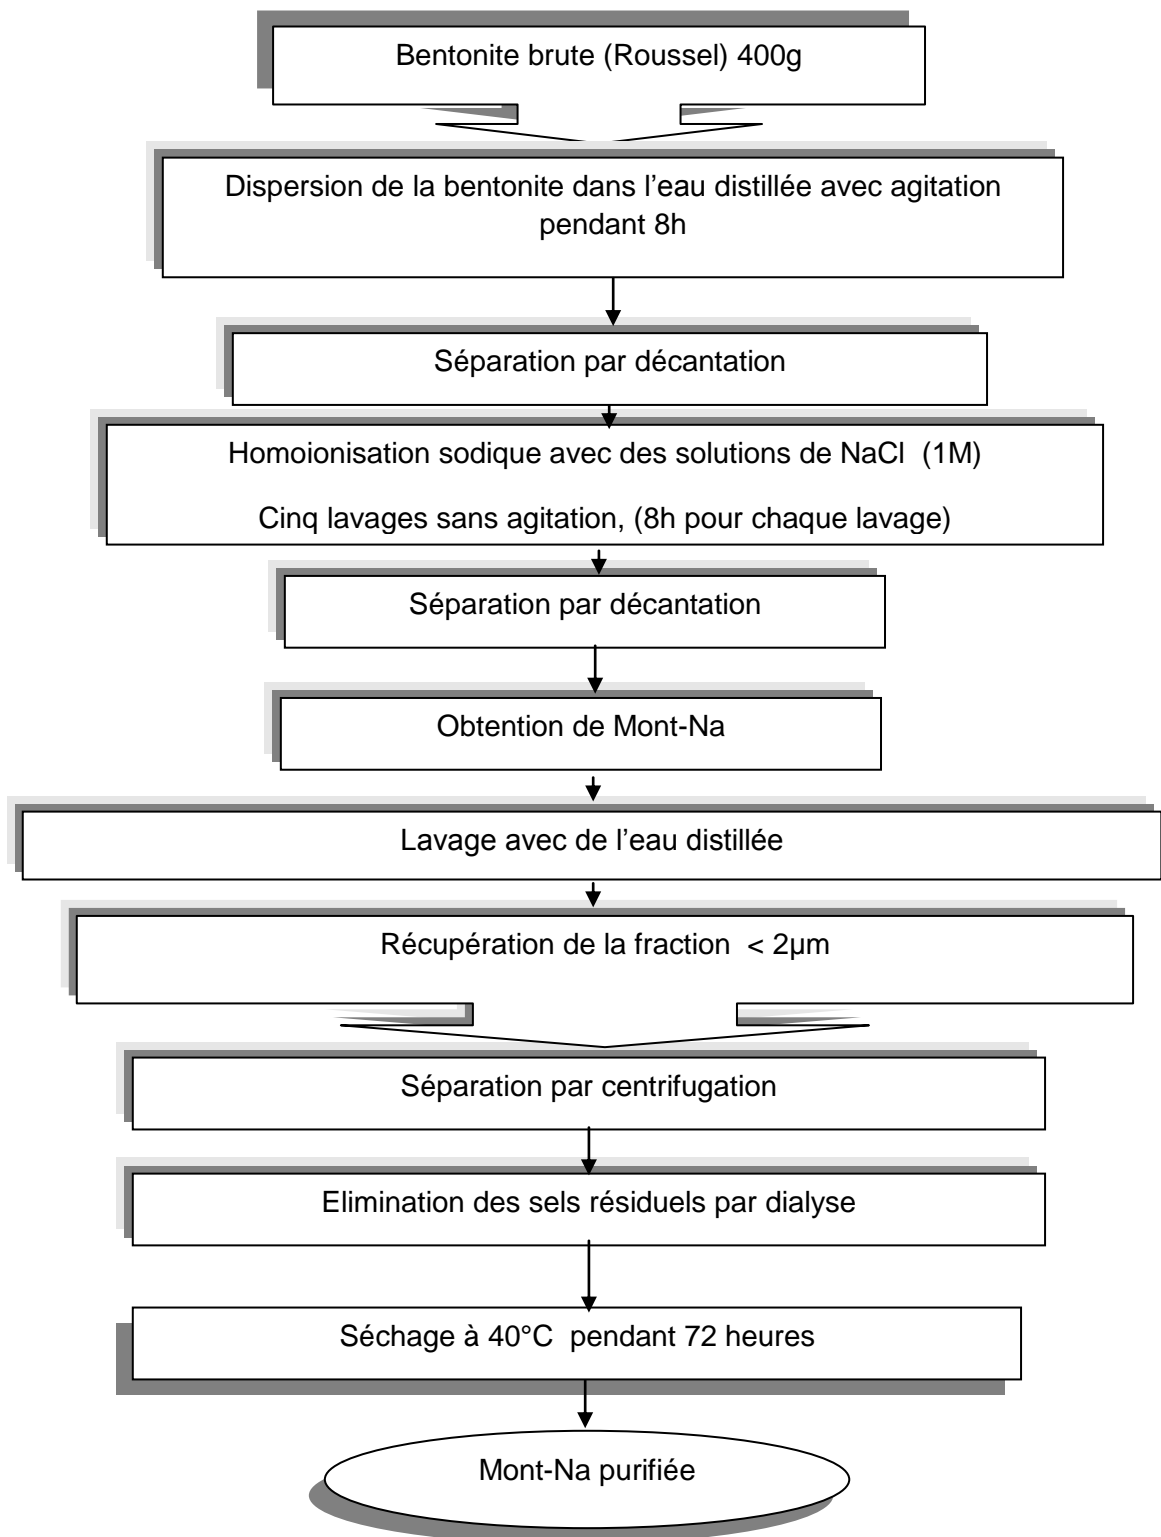 Bentonite brute (Roussel) 400g
Dispersion de la bentonite dans l’eau distillée avec agitation
pendant 8h
Séparation par décantation
Homoionisation sodique avec des solutions de NaCl (1M)
Cinq lavages sans agitation, (8h pour chaque lavage)
Séparation par décantation
Obtention de Mont-Na
Lavage avec de l’eau distillée
Récupération de la fraction < 2µm
Séparation par centrifugation
Elimination des sels résiduels par dialyse
Séchage à 40°C pendant 72 heures
Mont-Na purifiée